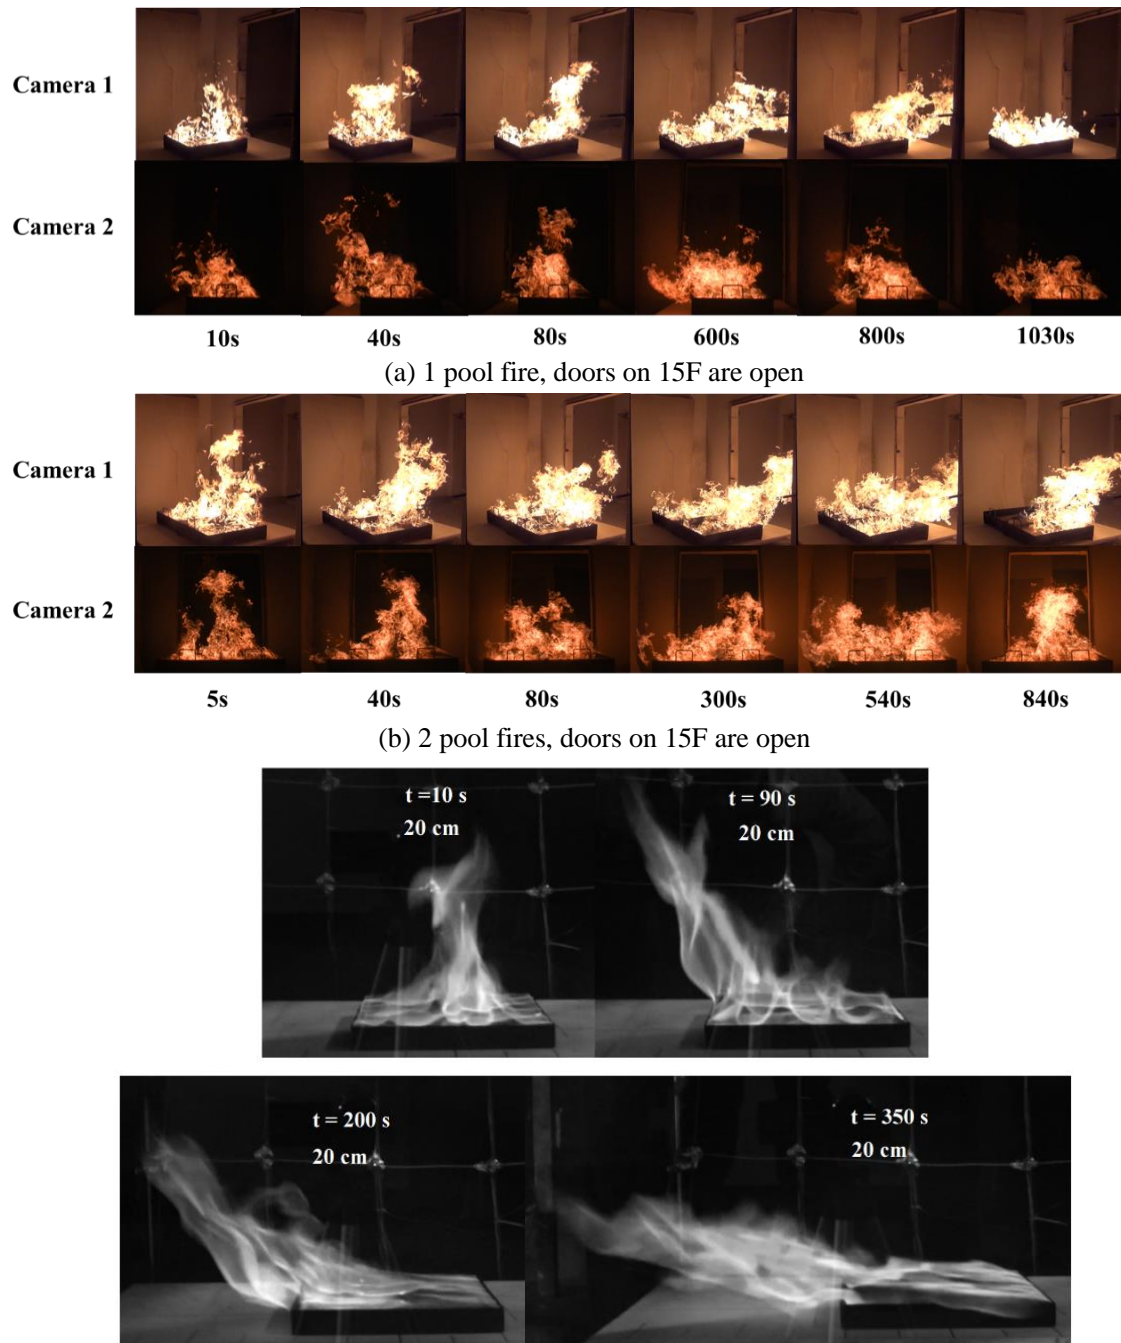 Camera 1
Camera 2
10s 40s 80s 600s 800s 1030s
(a) 1 pool fire, doors on 15F are open
Camera 1
Camera 2
5s 40s 80s 300s 540s 840s
(b) 2 pool fires, doors on 15F are open
t =10 s t = 90 s
20 cm 20 cm
t = 200 s t = 350 s
20 cm 20 cm